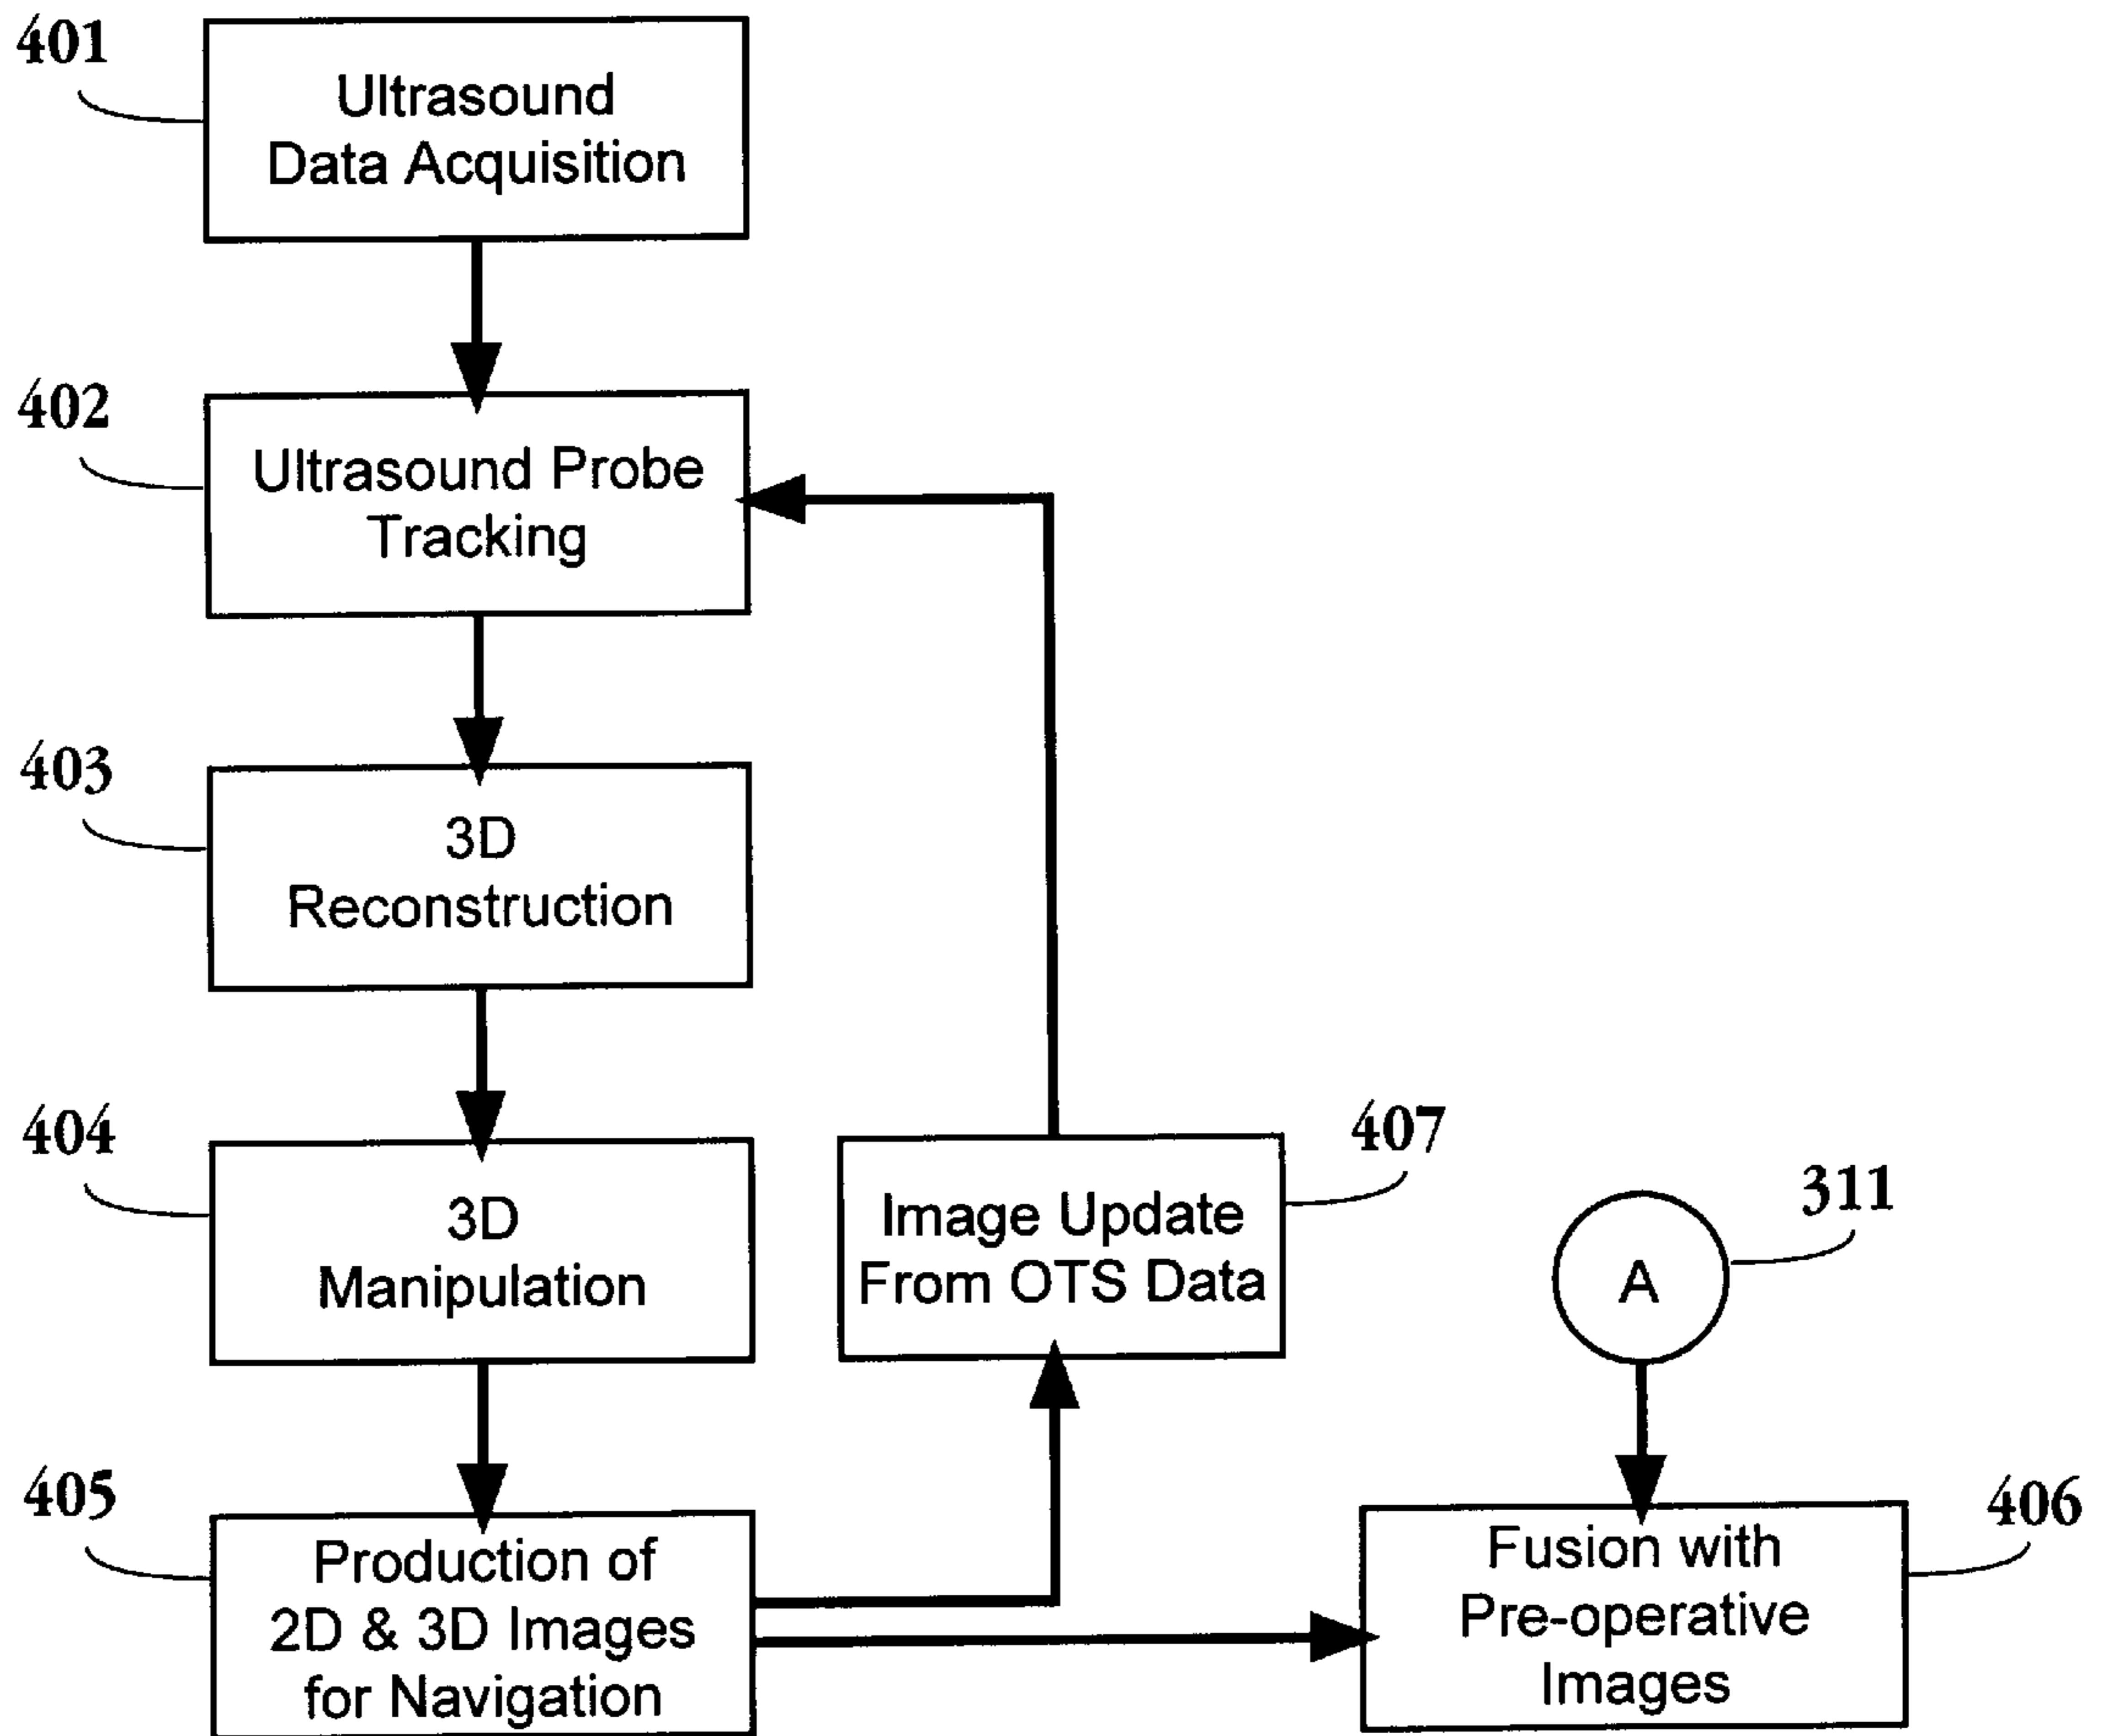 401
Ultrasound
Data Acquisition
402
Ultrasound Probe
Tracking
403
3D
Reconstruction
404
3D
Manipulation
407
Image Update
From OTS Data
311
A
405
Production of
2D & 3D Images
for Navigation
406
Fusion with
Pre-operative
Images